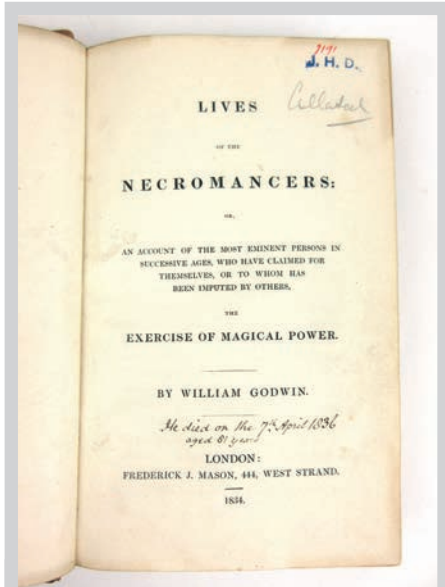 J. H. D.
LIVES
OF THE
NECROMANCERS:
OR,
AN ACCOUNT OF THE MOST EMINENT PERSONS IN
SUCCESSIVE AGES, WHO HAVE CLAIMED FOR
THEMSELVES, OR TO WHOM HAS
BEEN IMPUTED BY OTHERS,
THE
EXERCISE OF MAGICAL POWER.
BY WILLIAM GODWIN.
He died on the 7th April 1836
aged 81 years
LONDON:
FREDERICK J. MASON, 444, WEST STRAND.
1834.